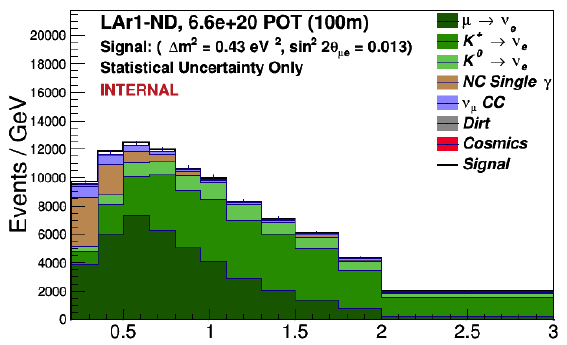 LAr1-ND, 6.6e+20 POT (100m)
Signal: ( Δm² = 0.43 eV ², sin² 2θμe = 0.013)
Statistical Uncertainty Only
INTERNAL
μ → νe
K⁺ → νe
K⁰ → νe
NC Single γ
νμ CC
Dirt
Cosmics
Signal
Events / GeV
20000
18000
16000
14000
12000
10000
8000
6000
4000
2000
0
0.5
1
1.5
2
2.5
3